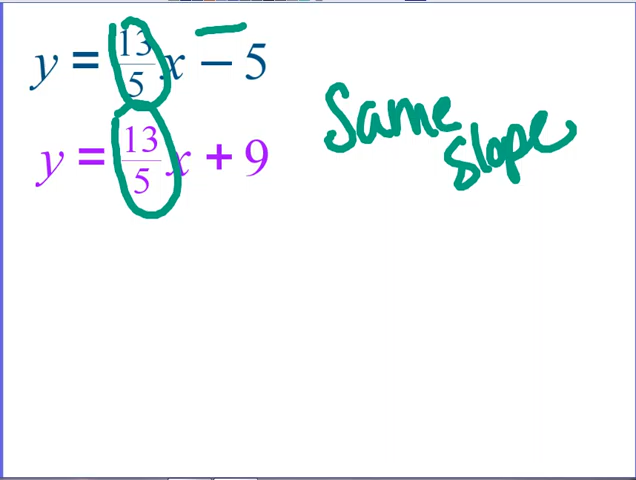 y = 13/5 x − 5
y = 13/5 x + 9
Same
slope